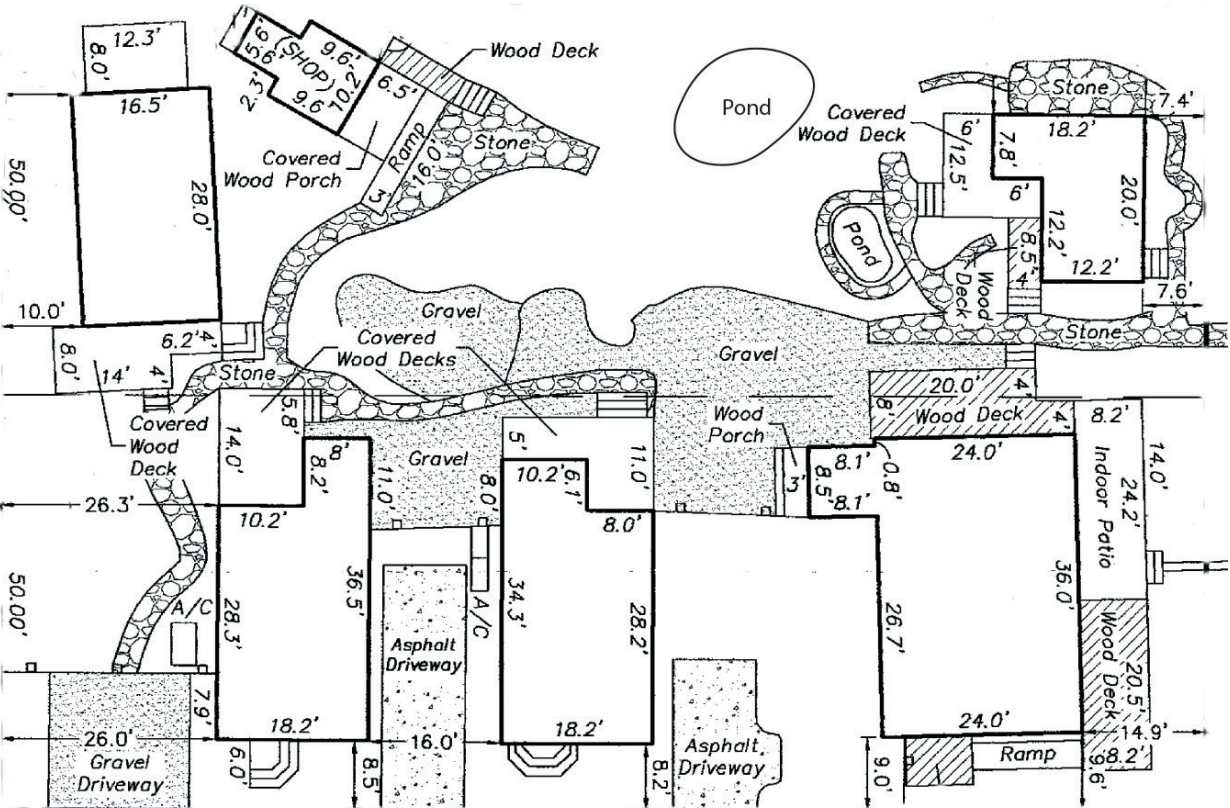 12.3'
8.0'
16.5'
50.00'
28.0'
10.0'
5.6'
(SHOP)
9.6'
5.6'
10.2'
2.3'
9.6'
6.5'
Wood Deck
Covered
Wood Porch
Ramp
16.0'
3'
Stone
Pond
Covered
Wood Deck
Stone
7.4'
6'/12.5'
7.8'
18.2'
6'
20.0'
12.2'
8.5'
4'
12.2'
Pond
Wood
Deck
7.6'
Stone
8.0'
6.2'
4'
14'
4'
Covered
Wood
Deck
Stone
Gravel
Covered
Wood Decks
Gravel
5.8'
14.0'
8'
8.2'
10.2'
26.3'
11.0'
Gravel
8.0'
5'
10.2'
6.1'
11.0'
8.0'
Wood
Porch
3'
8.1'
8.5'
8.1'
0.8'
20.0'
4'
8'
Wood Deck
4'
24.0'
8.2'
14.0'
24.2'
Indoor Patio
50.00'
28.3'
36.5'
A/C
A/C
34.3'
28.2'
26.7'
36.0'
Wood Deck
20.5'
Asphalt
Driveway
7.9'
26.0'
Gravel
Driveway
18.2'
6.0'
8.5'
16.0'
18.2'
8.2'
Asphalt
Driveway
9.0'
24.0'
Ramp
14.9'
8.2'
9.6'